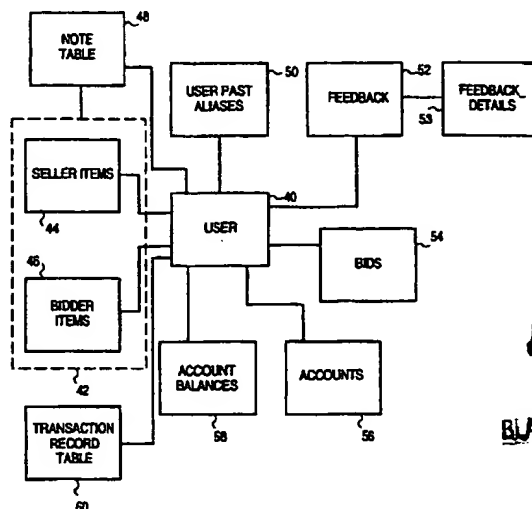 48
NOTE
TABLE
50
USER PAST
ALIASES
52
FEEDBACK
53
FEEDBACK
DETAILS
SELLER ITEMS
44
40
USER
54
BIDS
46
BIDDER
ITEMS
42
ACCOUNT
BALANCES
58
ACCOUNTS
56
TRANSACTION
RECORD
TABLE
60